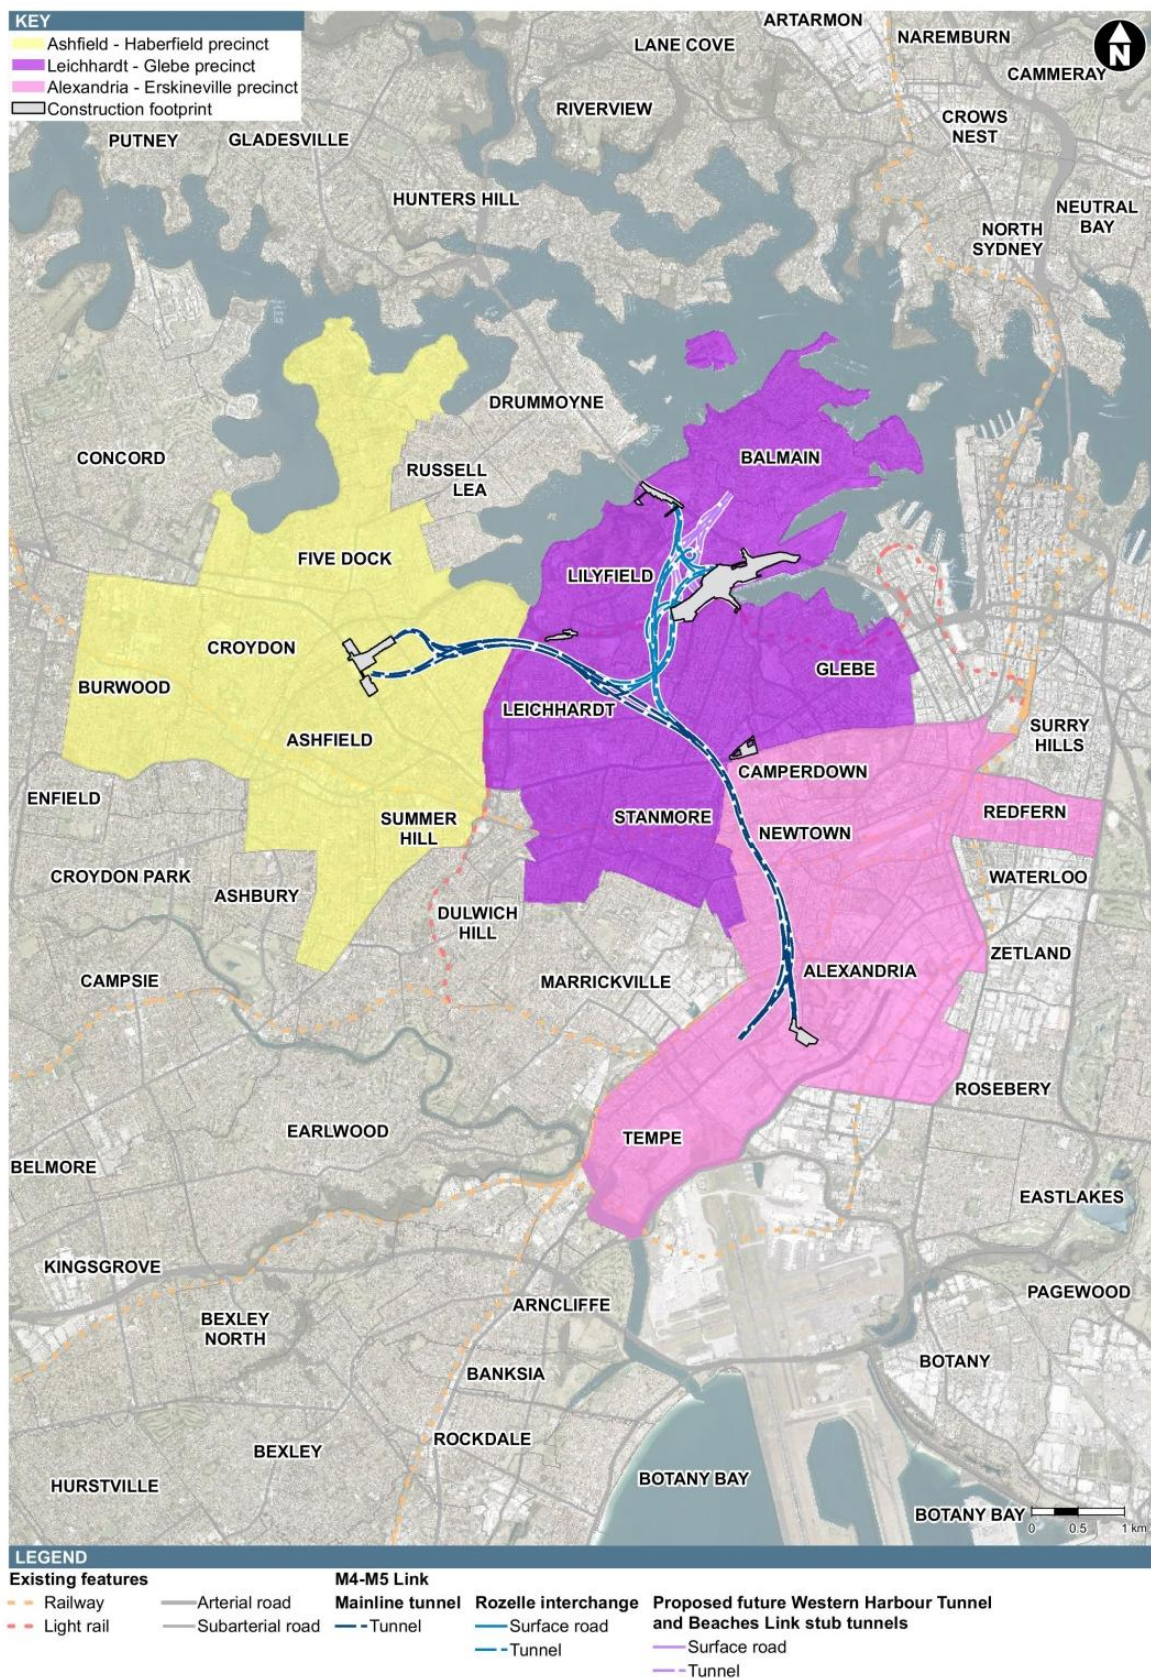 KEY
Ashfield - Haberfield precinct
Leichhardt - Glebe precinct
Alexandria - Erskineville precinct
Construction footprint
N
ARTARMON
NAREMBURN
LANE COVE
CAMMERAY
RIVERVIEW
CROWS
NEST
PUTNEY
GLADESVILLE
HUNTERS HILL
NEUTRAL
BAY
NORTH
SYDNEY
DRUMMOYNE
CONCORD
RUSSELL
LEA
BALMAIN
FIVE DOCK
LILYFIELD
CROYDON
GLEBE
BURWOOD
LEICHHARDT
ASHFIELD
SURRY
HILLS
CAMPERDOWN
ENFIELD
SUMMER
HILL
STANMORE
NEWTOWN
REDFERN
CROYDON PARK
ASHBURY
WATERLOO
DULWICH
HILL
ZETLAND
CAMPSIE
MARRICKVILLE
ALEXANDRIA
ROSEBERY
EARLWOOD
TEMPE
BELMORE
EASTLAKES
KINGSGROVE
PAGEWOOD
ARNCLIFFE
BEXLEY
NORTH
BOTANY
BANKSIA
ROCKDALE
BEXLEY
HURSTVILLE
BOTANY BAY
BOTANY BAY
0 0.5 1 km
LEGEND
Existing features
Railway
Light rail
Arterial road
Subarterial road
M4-M5 Link
Mainline tunnel
Tunnel
Rozelle interchange
Surface road
Tunnel
Proposed future Western Harbour Tunnel
and Beaches Link stub tunnels
Surface road
Tunnel